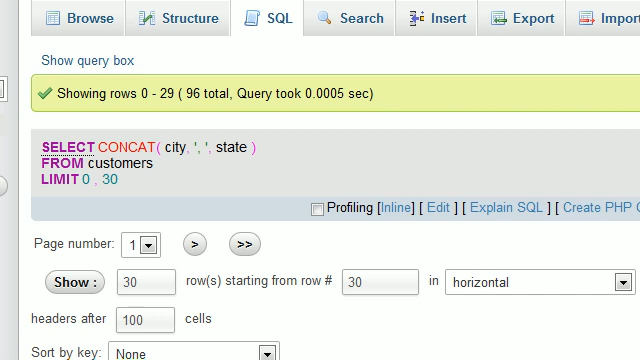 Browse Structure SQL Search Insert Export Import
Show query box
Showing rows 0 - 29 ( 96 total, Query took 0.0005 sec)
SELECT CONCAT( city, ', ', state )
FROM customers
LIMIT 0 , 30
Profiling [Inline] [ Edit ] [ Explain SQL ] [ Create PHP C
Page number: 1 > >>
Show : 30 row(s) starting from row # 30 in horizontal
headers after 100 cells
Sort by key: None